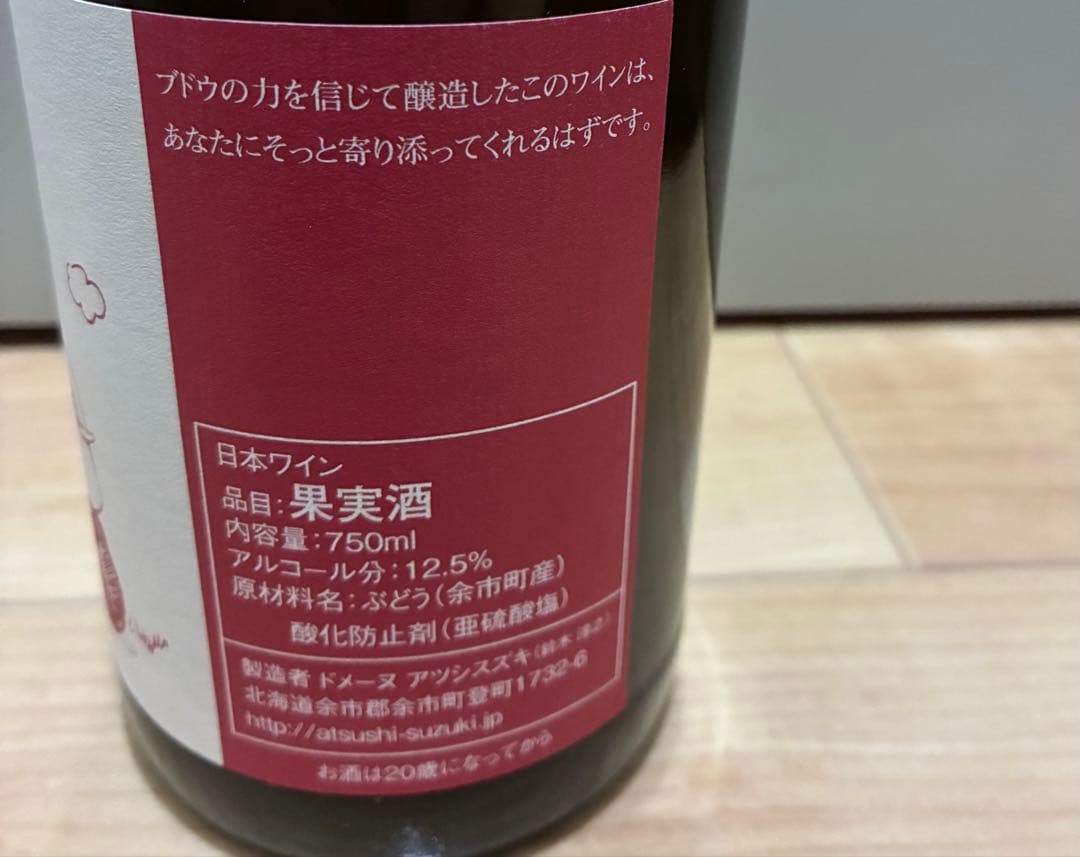 ブドウの力を信じて醸造したこのワインは、
あなたにそっと寄り添ってくれるはずです。
日本ワイン
品目:果実酒
内容量:750ml
アルコール分:12.5%
原材料名:ぶどう(余市町産)
酸化防止剤(亜硫酸塩)
製造者 ドメーヌ アツシスズキ(鈴木 淳之)
北海道余市郡余市町登町1732-6
http://atsushi-suzuki.jp
お酒は20歳になってから